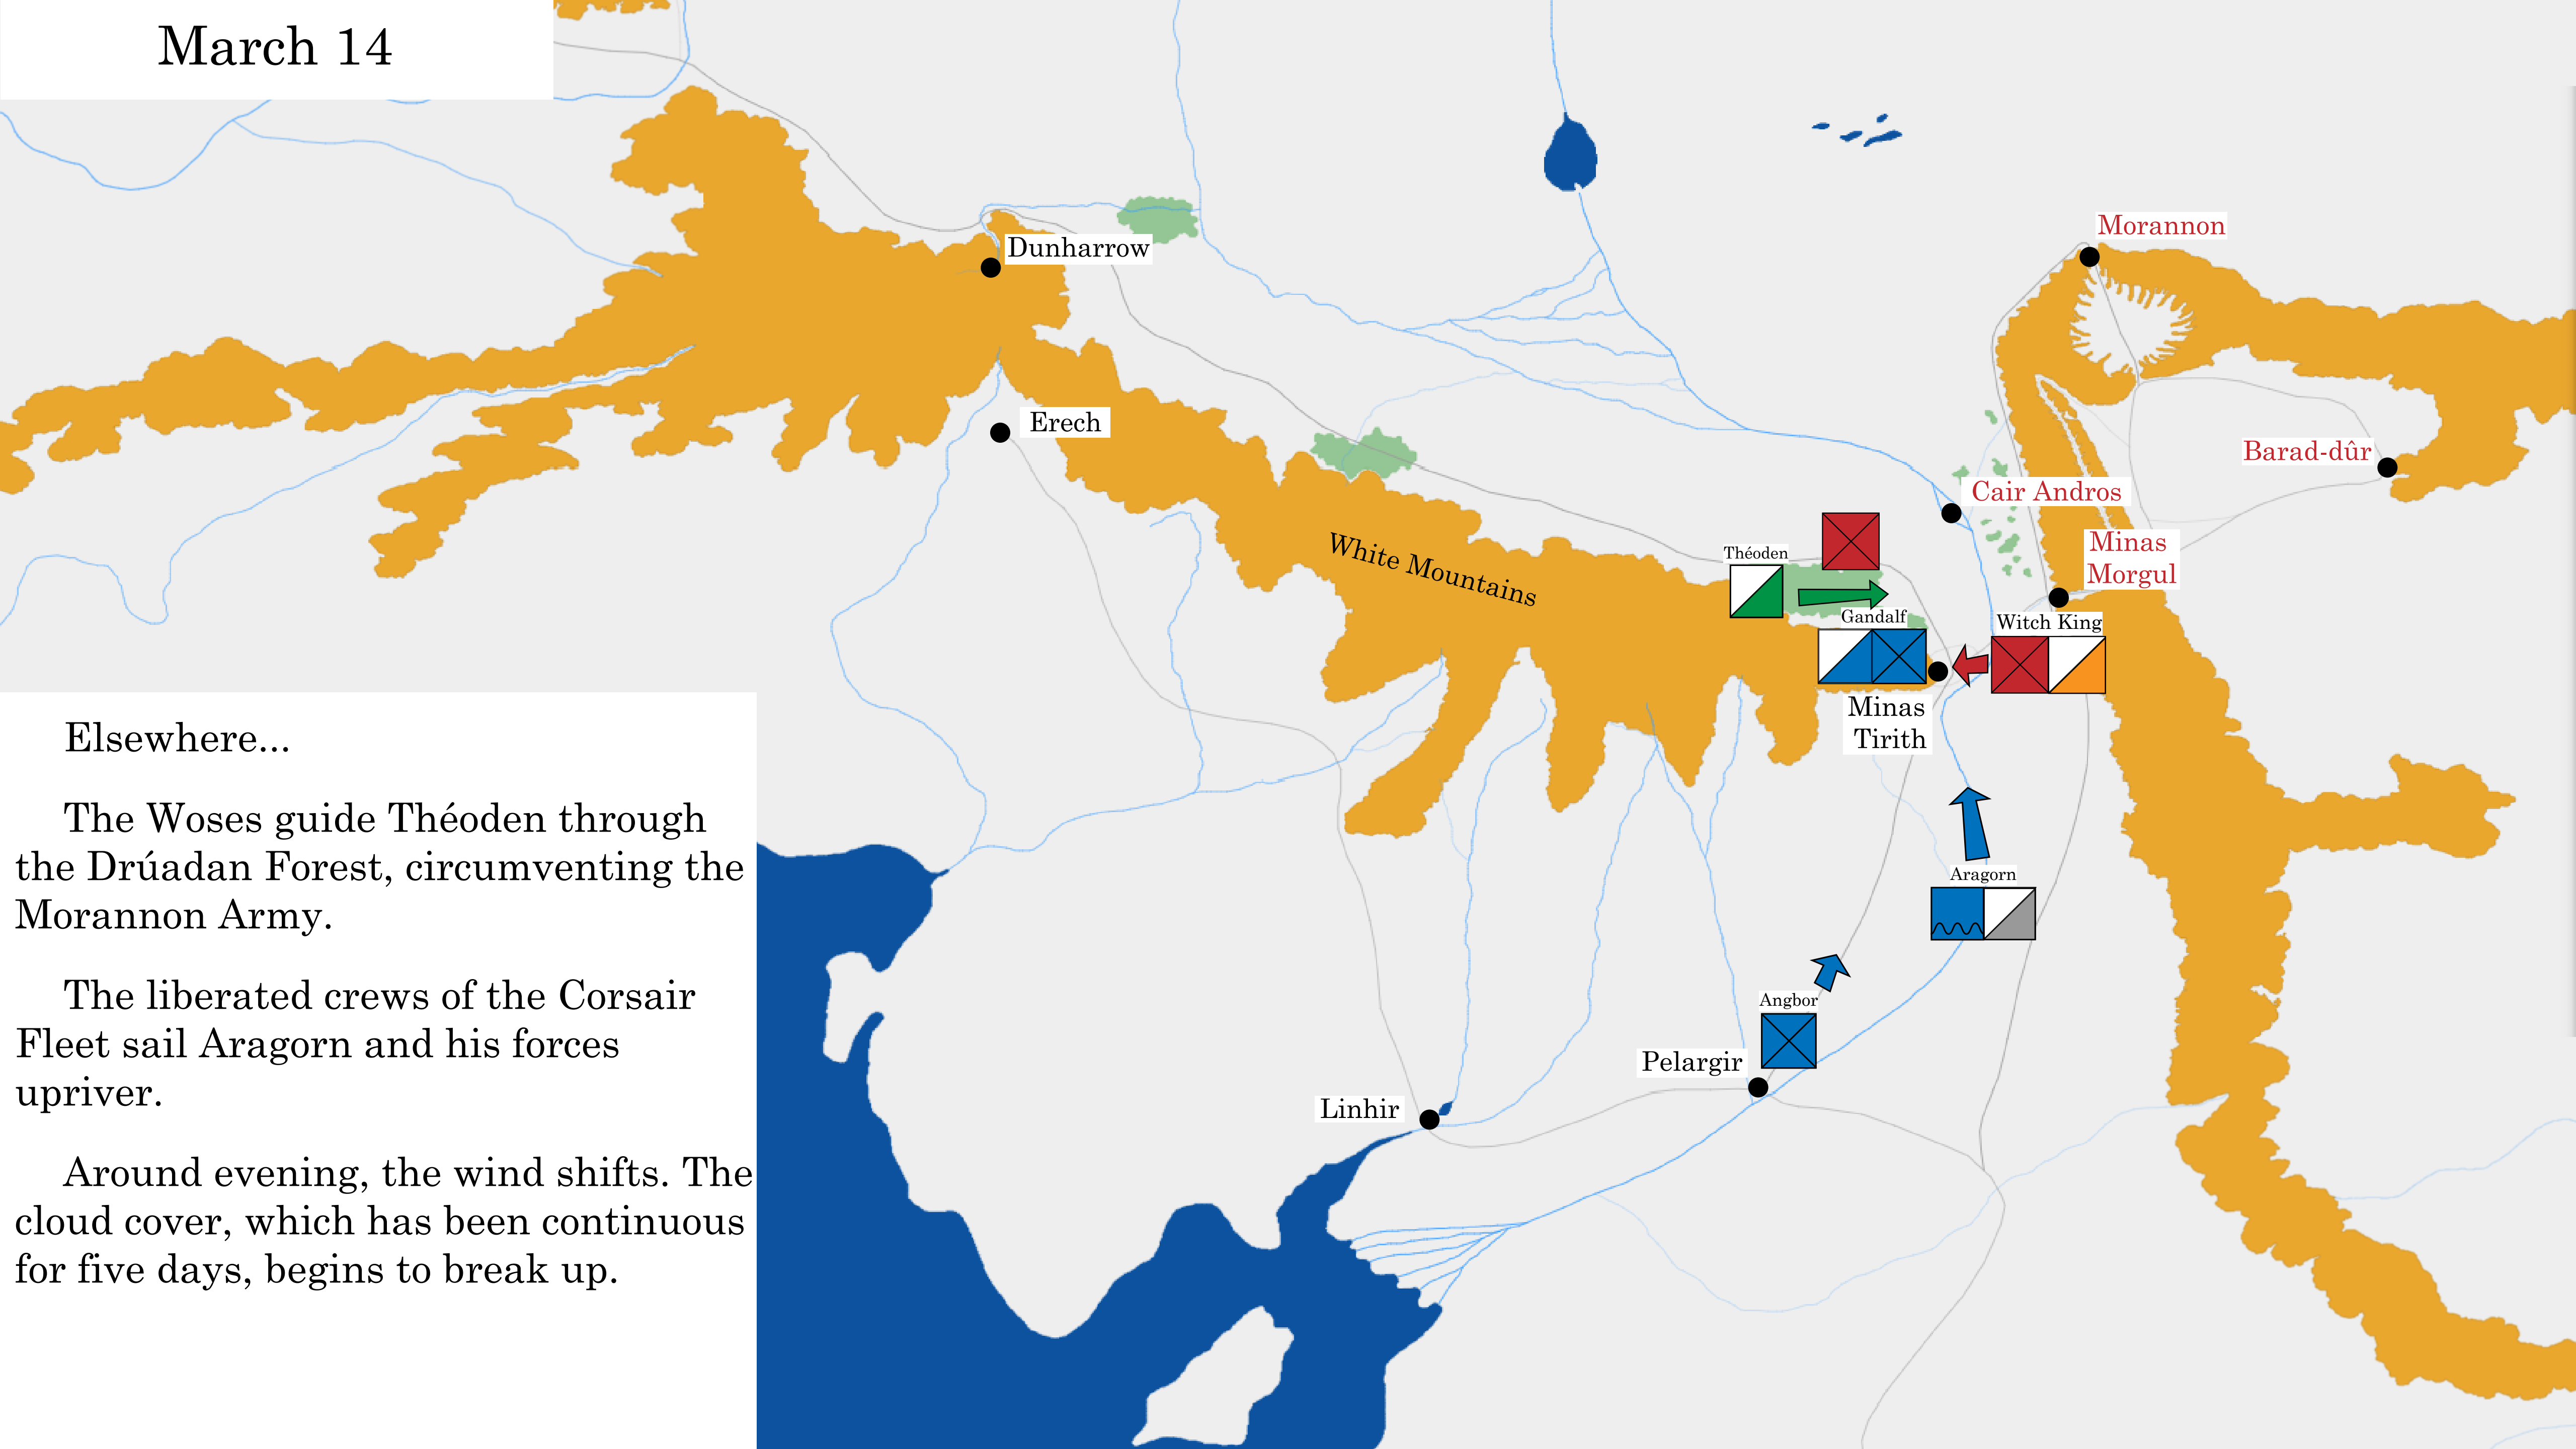 March 14
Morannon
Dunharrow
Erech
Barad-dûr
Cair Andros
White Mountains
Minas
Morgul
Théoden
Gandalf
Witch King
Minas
Tirith
Aragorn
Angbor
Pelargir
Linhir
Elsewhere...
The Woses guide Théoden through
the Drúadan Forest, circumventing the
Morannon Army.
The liberated crews of the Corsair
Fleet sail Aragorn and his forces
upriver.
Around evening, the wind shifts. The
cloud cover, which has been continuous
for five days, begins to break up.